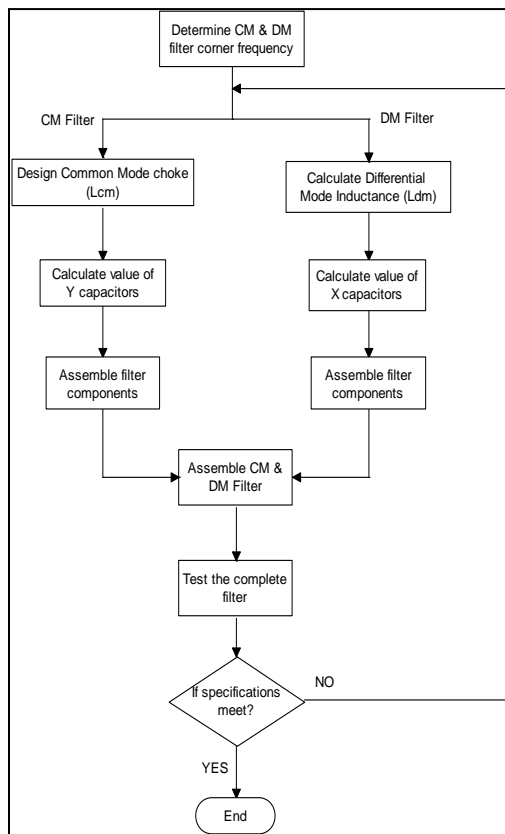 Determine CM & DM
filter corner frequency
CM Filter
DM Filter
Design Common Mode choke
(Lcm)
Calculate Differential
Mode Inductance (Ldm)
Calculate value of
Y capacitors
Calculate value of
X capacitors
Assemble filter
components
Assemble filter
components
Assemble CM &
DM Filter
Test the complete
filter
If specifications
meet?
NO
YES
End